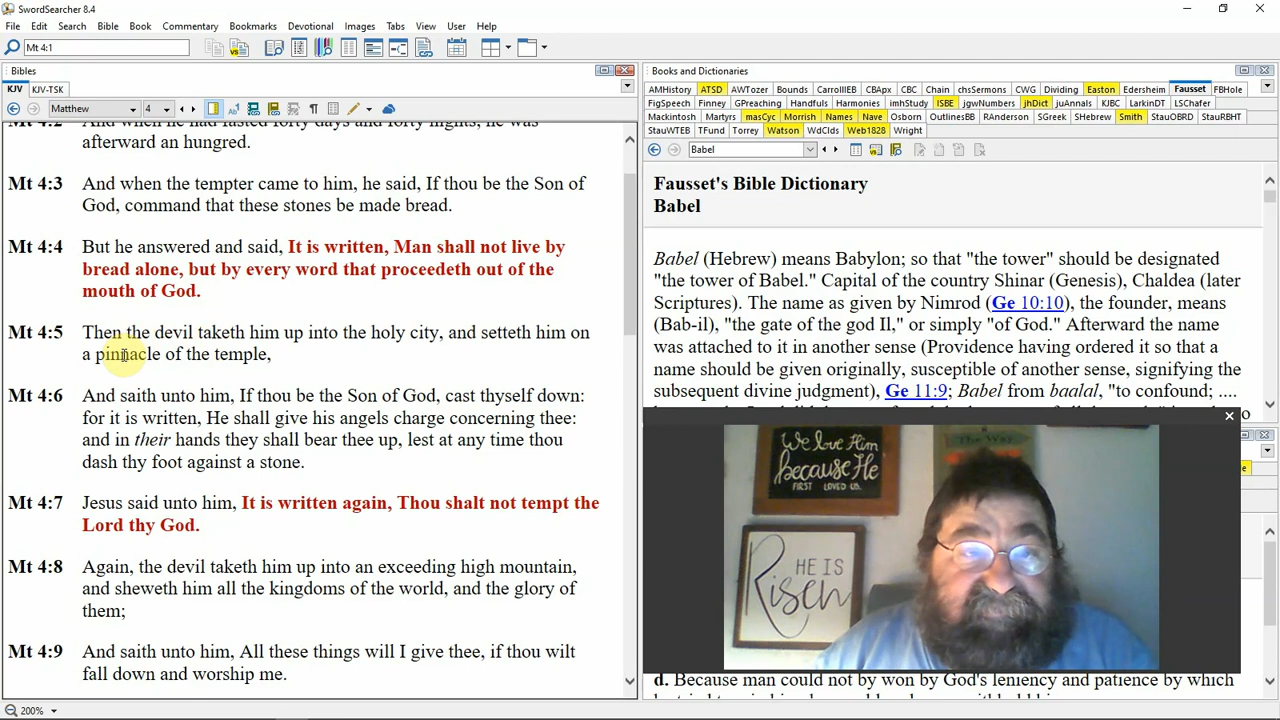 SwordSearcher 8.4
File Edit Search Bible Book Commentary Bookmarks Devotional Images Tabs View User Help
Mt 4:1
Bibles
KJV KJV-TSK
Matthew 4
Mt 4:2 And when he had fasted forty days and forty nights, he was
afterward an hungred.
Mt 4:3 And when the tempter came to him, he said, If thou be the Son of
God, command that these stones be made bread.
Mt 4:4 But he answered and said, It is written, Man shall not live by
bread alone, but by every word that proceedeth out of the
mouth of God.
Mt 4:5 Then the devil taketh him up into the holy city, and setteth him on
a pinnacle of the temple,
Mt 4:6 And saith unto him, If thou be the Son of God, cast thyself down:
for it is written, He shall give his angels charge concerning thee:
and in their hands they shall bear thee up, lest at any time thou
dash thy foot against a stone.
Mt 4:7 Jesus said unto him, It is written again, Thou shalt not tempt the
Lord thy God.
Mt 4:8 Again, the devil taketh him up into an exceeding high mountain,
and sheweth him all the kingdoms of the world, and the glory of
them;
Mt 4:9 And saith unto him, All these things will I give thee, if thou wilt
fall down and worship me.
200%
Books and Dictionaries
AMHistory ATSD AWTozer Bounds CarrollEB CBApx CBC Chain chsSermons CWG Dividing Easton Edersheim Fausset FBHole
FigSpeech Finney GPreaching Handfuls Harmonies imhStudy ISBE jgwNumbers jhDict juAnnals KJBC LarkinDT LSChafer
Mackintosh Martyrs masCyc Morrish Names Nave Osborn OutlinesBB RAnderson SGreek SHebrew Smith StauOBRD StauRBHT
StauWTEB TFund Torrey Watson WdClds Web1828 Wright
Babel
Fausset's Bible Dictionary
Babel
Babel (Hebrew) means Babylon; so that "the tower" should be designated
"the tower of Babel." Capital of the country Shinar (Genesis), Chaldea (later
Scriptures). The name as given by Nimrod (Ge 10:10), the founder, means
(Bab-il), "the gate of the god Il," or simply "of God." Afterward the name
was attached to it in another sense (Providence having ordered it so that a
name should be given originally, susceptible of another sense, signifying the
subsequent divine judgment), Ge 11:9; Babel from baalal, "to confound; ....
We love Him
because He
FIRST LOVED US.
The Way
HE IS
Risen
d. Because man could not by won by God's leniency and patience by which